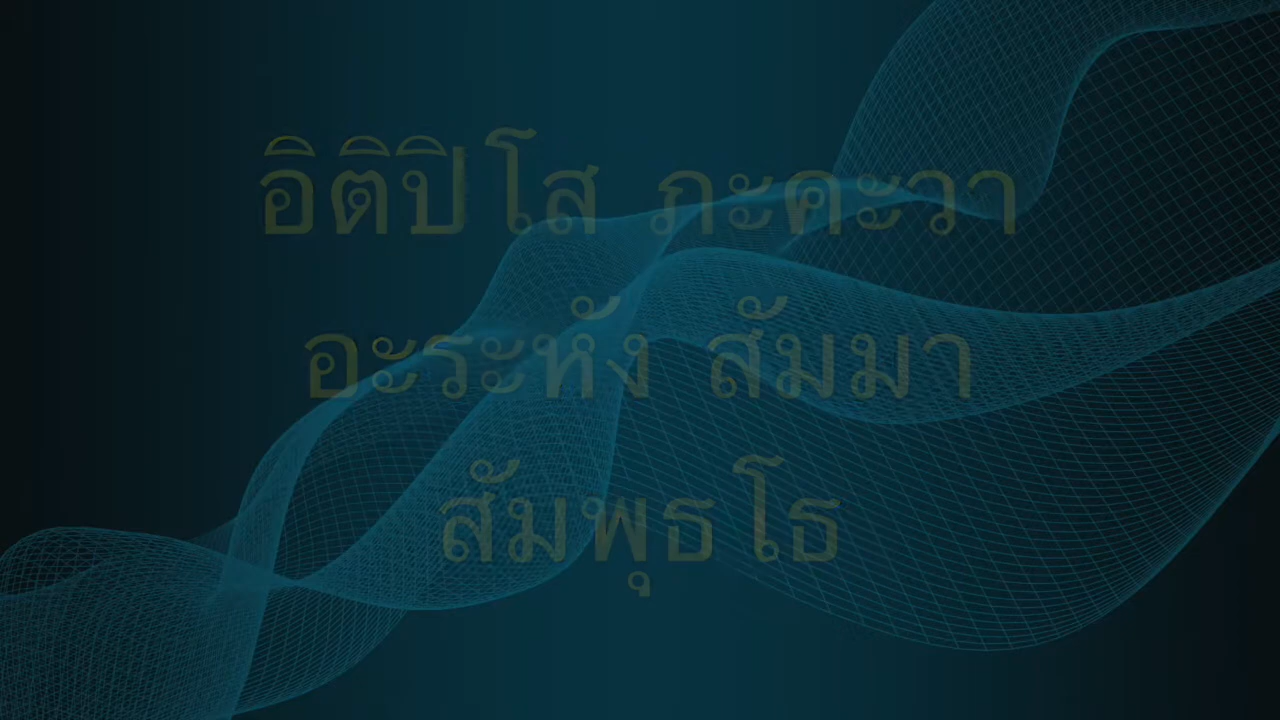 อิติปิ โส ภะคะวา
อะระหัง สัมมา
สัมพุธ โธ